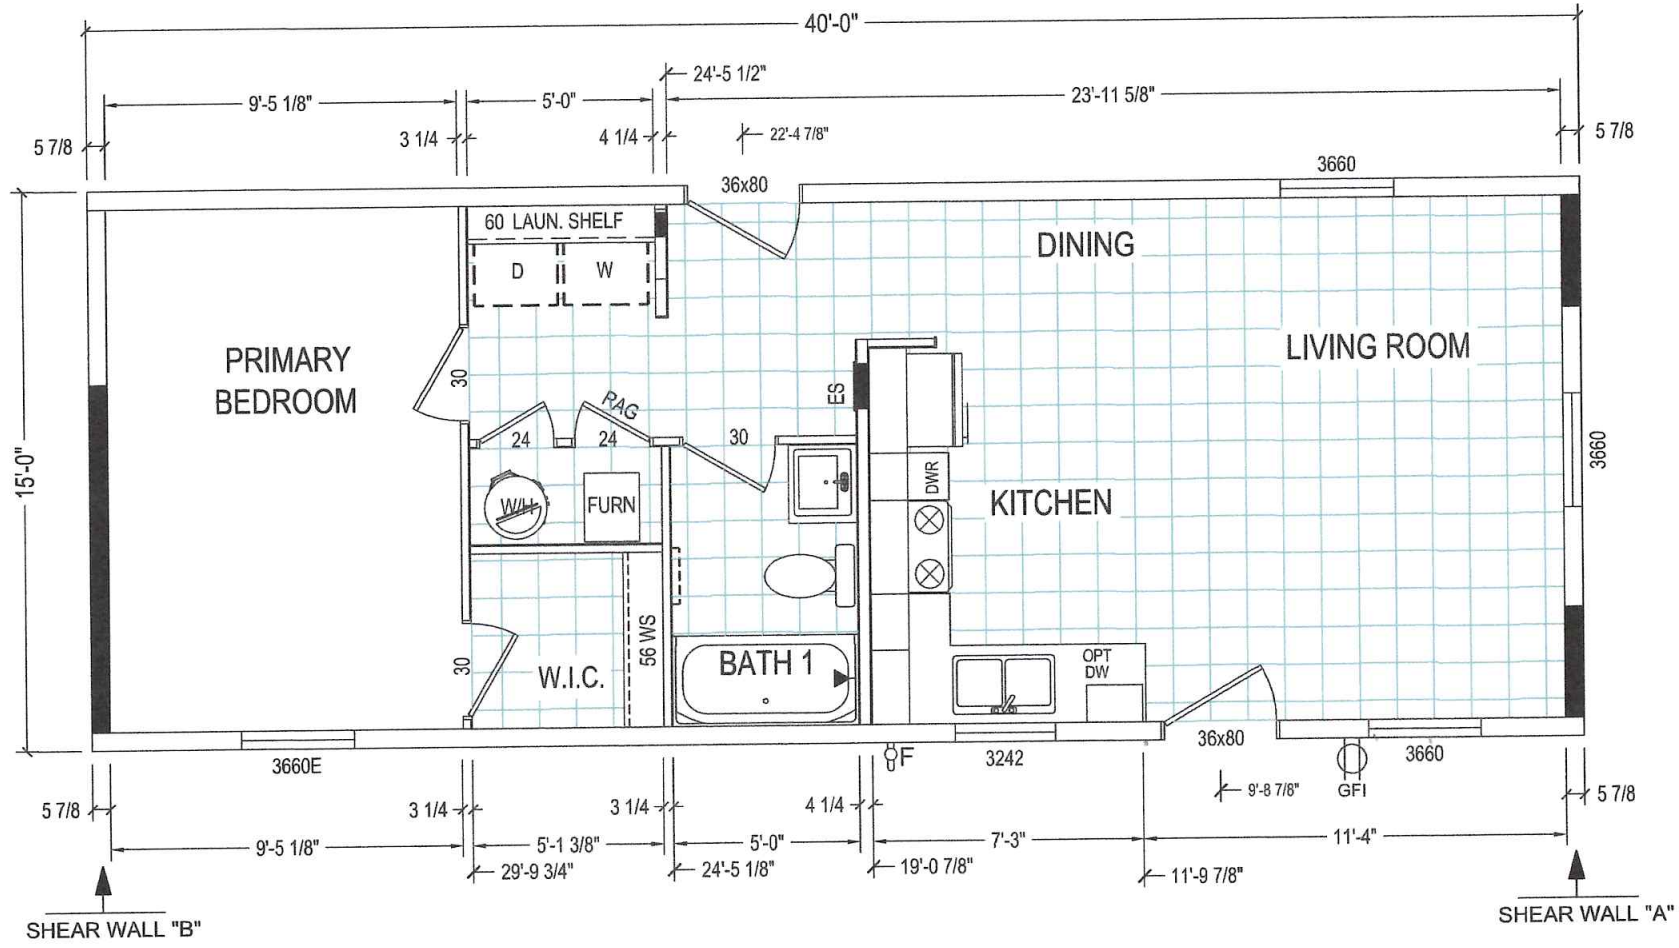 40'-0"
24'-5 1/2"
9'-5 1/8"
5'-0"
23'-11 5/8"
5 7/8
3 1/4
4 1/4
22'-4 7/8"
5 7/8
3660
36x80
60 LAUN. SHELF
D
W
DINING
LIVING ROOM
PRIMARY
BEDROOM
30
RAG
ES
24
24
30
15'-0"
3660
DWR
KITCHEN
W/H
FURN
56 WS
30
W.I.C.
BATH 1
OPT
DW
3660E
F
3242
36x80
3660
GFI
9'-8 7/8"
5 7/8
3 1/4
3 1/4
4 1/4
5 7/8
9'-5 1/8"
5'-1 3/8"
5'-0"
7'-3"
11'-4"
29'-9 3/4"
24'-5 1/8"
19'-0 7/8"
11'-9 7/8"
SHEAR WALL "B"
SHEAR WALL "A"